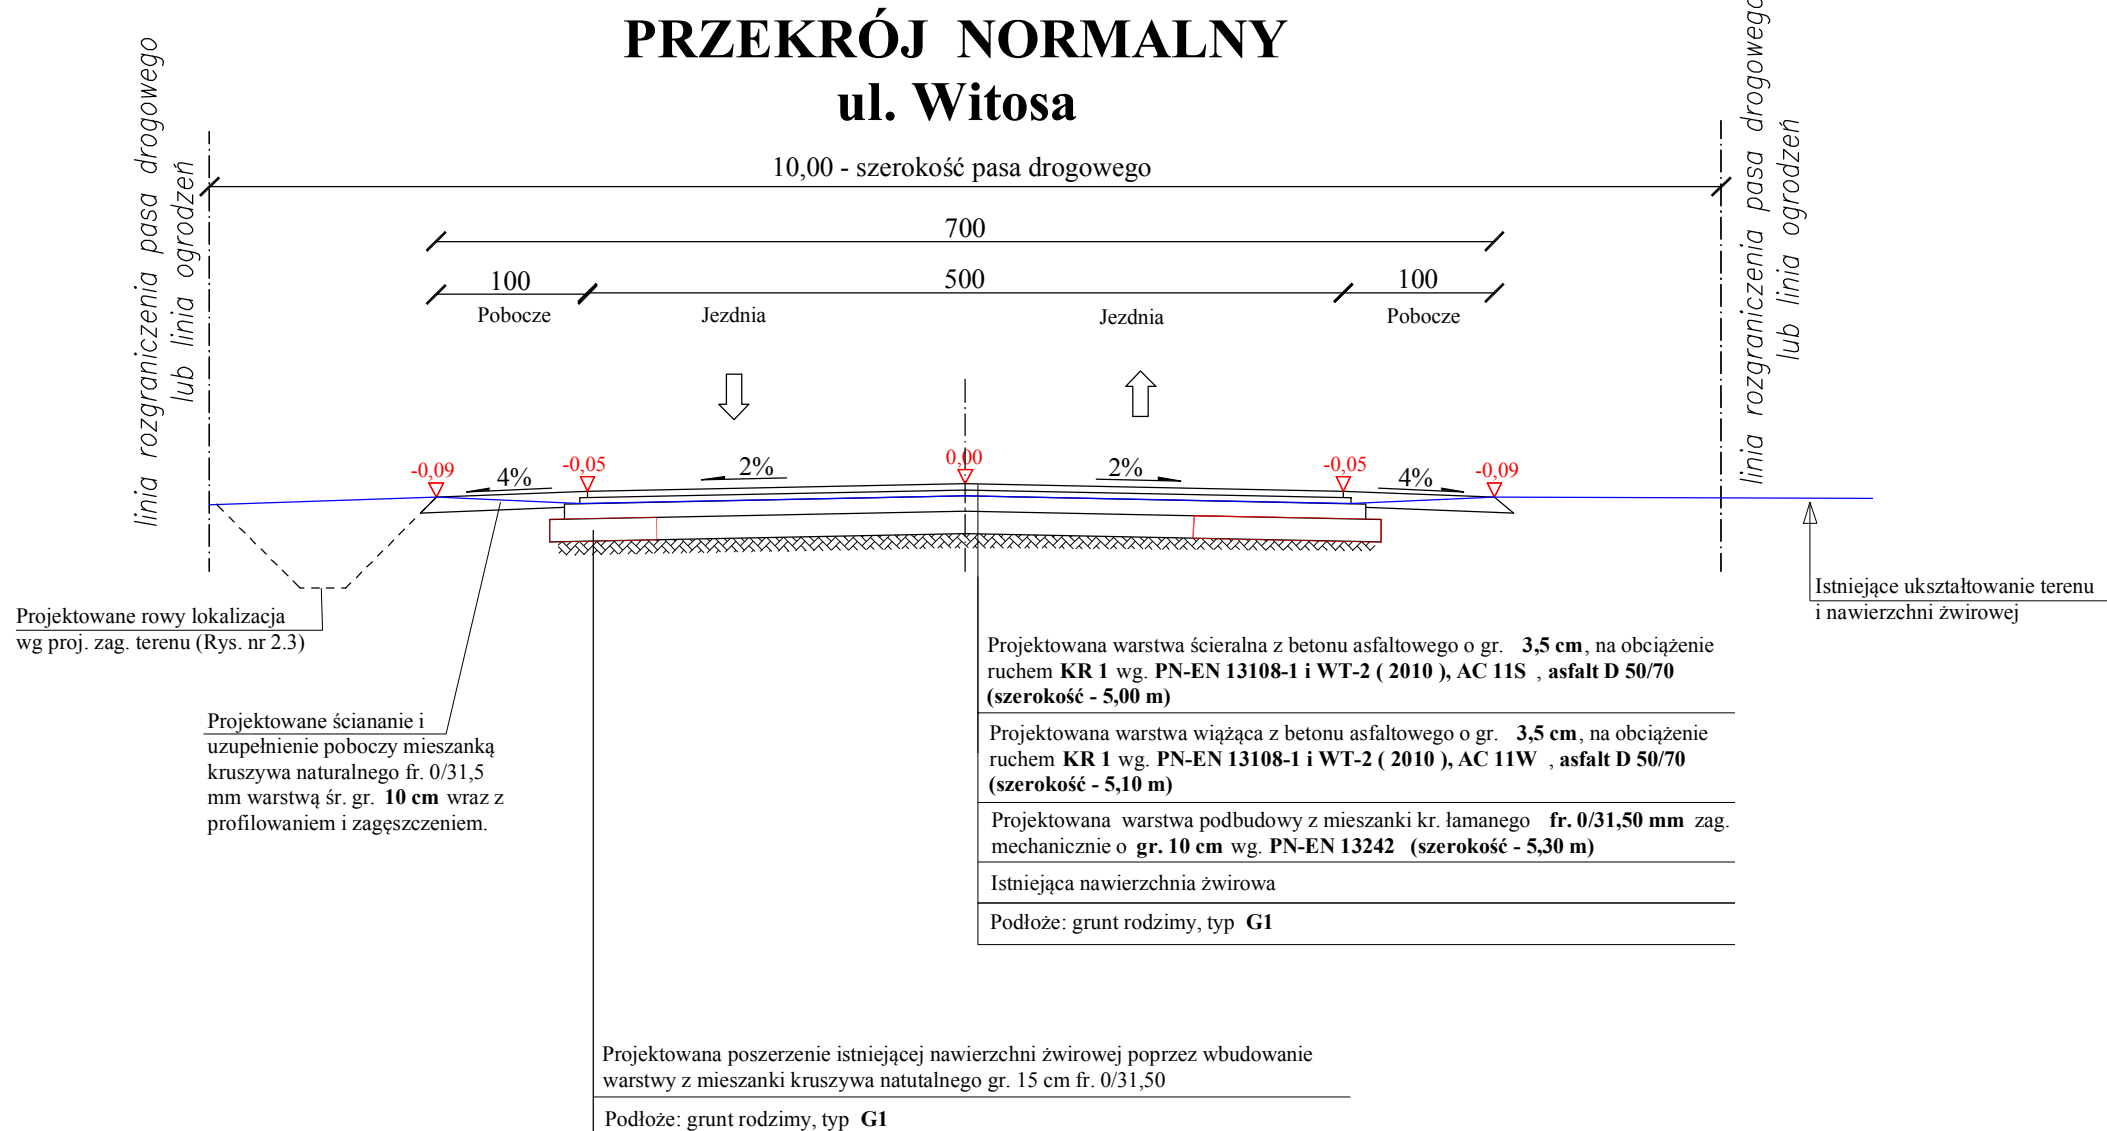 PRZEKRÓJ NORMALNY
ul. Witosa
linia rozgraniczenia pasa drogowego
lub linia ogrodzeń
linia rozgraniczenia pasa drogowego
lub linia ogrodzeń
10,00 - szerokość pasa drogowego
700
100
500
100
Pobocze
Jezdnia
Jezdnia
Pobocze
-0,09
4%
-0,05
2%
0,00
2%
-0,05
4%
-0,09
Projektowane rowy lokalizacja
wg proj. zag. terenu (Rys. nr 2.3)
Istniejące ukształtowanie terenu
i nawierzchni żwirowej
Projektowane ściananie i
uzupełnienie poboczy mieszanką
kruszywa naturalnego fr. 0/31,5
mm warstwą śr. gr. 10 cm wraz z
profilowaniem i zagęszczeniem.
Projektowana warstwa ścieralna z betonu asfaltowego o gr. 3,5 cm, na obciążenie
ruchem KR 1 wg. PN-EN 13108-1 i WT-2 ( 2010 ), AC 11S , asfalt D 50/70
(szerokość - 5,00 m)
Projektowana warstwa wiążąca z betonu asfaltowego o gr. 3,5 cm, na obciążenie
ruchem KR 1 wg. PN-EN 13108-1 i WT-2 ( 2010 ), AC 11W , asfalt D 50/70
(szerokość - 5,10 m)
Projektowana warstwa podbudowy z mieszanki kr. łamanego fr. 0/31,50 mm zag.
mechanicznie o gr. 10 cm wg. PN-EN 13242 (szerokość - 5,30 m)
Istniejąca nawierzchnia żwirowa
Podłoże: grunt rodzimy, typ G1
Projektowana poszerzenie istniejącej nawierzchni żwirowej poprzez wbudowanie
warstwy z mieszanki kruszywa natutalnego gr. 15 cm fr. 0/31,50
Podłoże: grunt rodzimy, typ G1